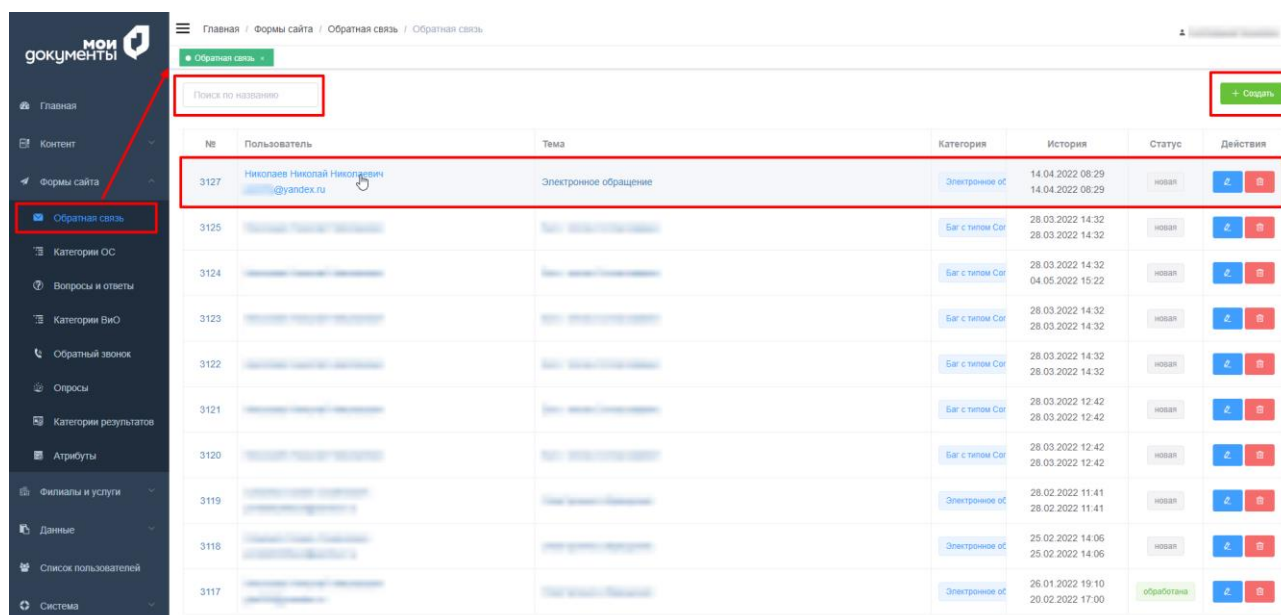 мои
документы
Главная / Формы сайта / Обратная связь / Обратная связь
Обратная связь ×
Поиск по названию
+ Создать
Главная
Контент
Формы сайта
Обратная связь
Категории ОС
Вопросы и ответы
Категории ВиО
Обратный звонок
Опросы
Категории результатов
Атрибуты
Филиалы и услуги
Данные
Список пользователей
Система
№ Пользователь Тема Категория История Статус Действия
3127 Николаев Николай Николаевич Электронное обращение Электронное об 14.04.2022 08:29 новая
@yandex.ru 14.04.2022 08:29
3125 Баг с типом Con 28.03.2022 14:32 новая
28.03.2022 14:32
3124 Баг с типом Con 28.03.2022 14:32 новая
04.05.2022 15:22
3123 Баг с типом Con 28.03.2022 14:32 новая
28.03.2022 14:32
3122 Баг с типом Con 28.03.2022 14:32 новая
28.03.2022 14:32
3121 Баг с типом Con 28.03.2022 12:42 новая
28.03.2022 12:42
3120 Баг с типом Con 28.03.2022 12:42 новая
28.03.2022 12:42
3119 Электронное об 28.02.2022 11:41 новая
28.02.2022 11:41
3118 Электронное об 25.02.2022 14:06 новая
25.02.2022 14:06
3117 Электронное об 26.01.2022 19:10 обработана
20.02.2022 17:00